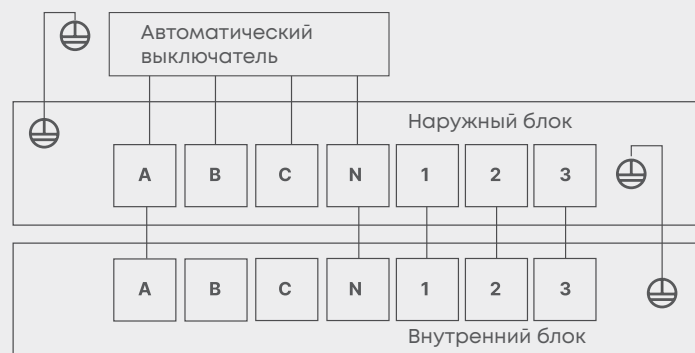 Автоматический
выключатель
Наружный блок
A B C N 1 2 3
A B C N 1 2 3
Внутренний блок